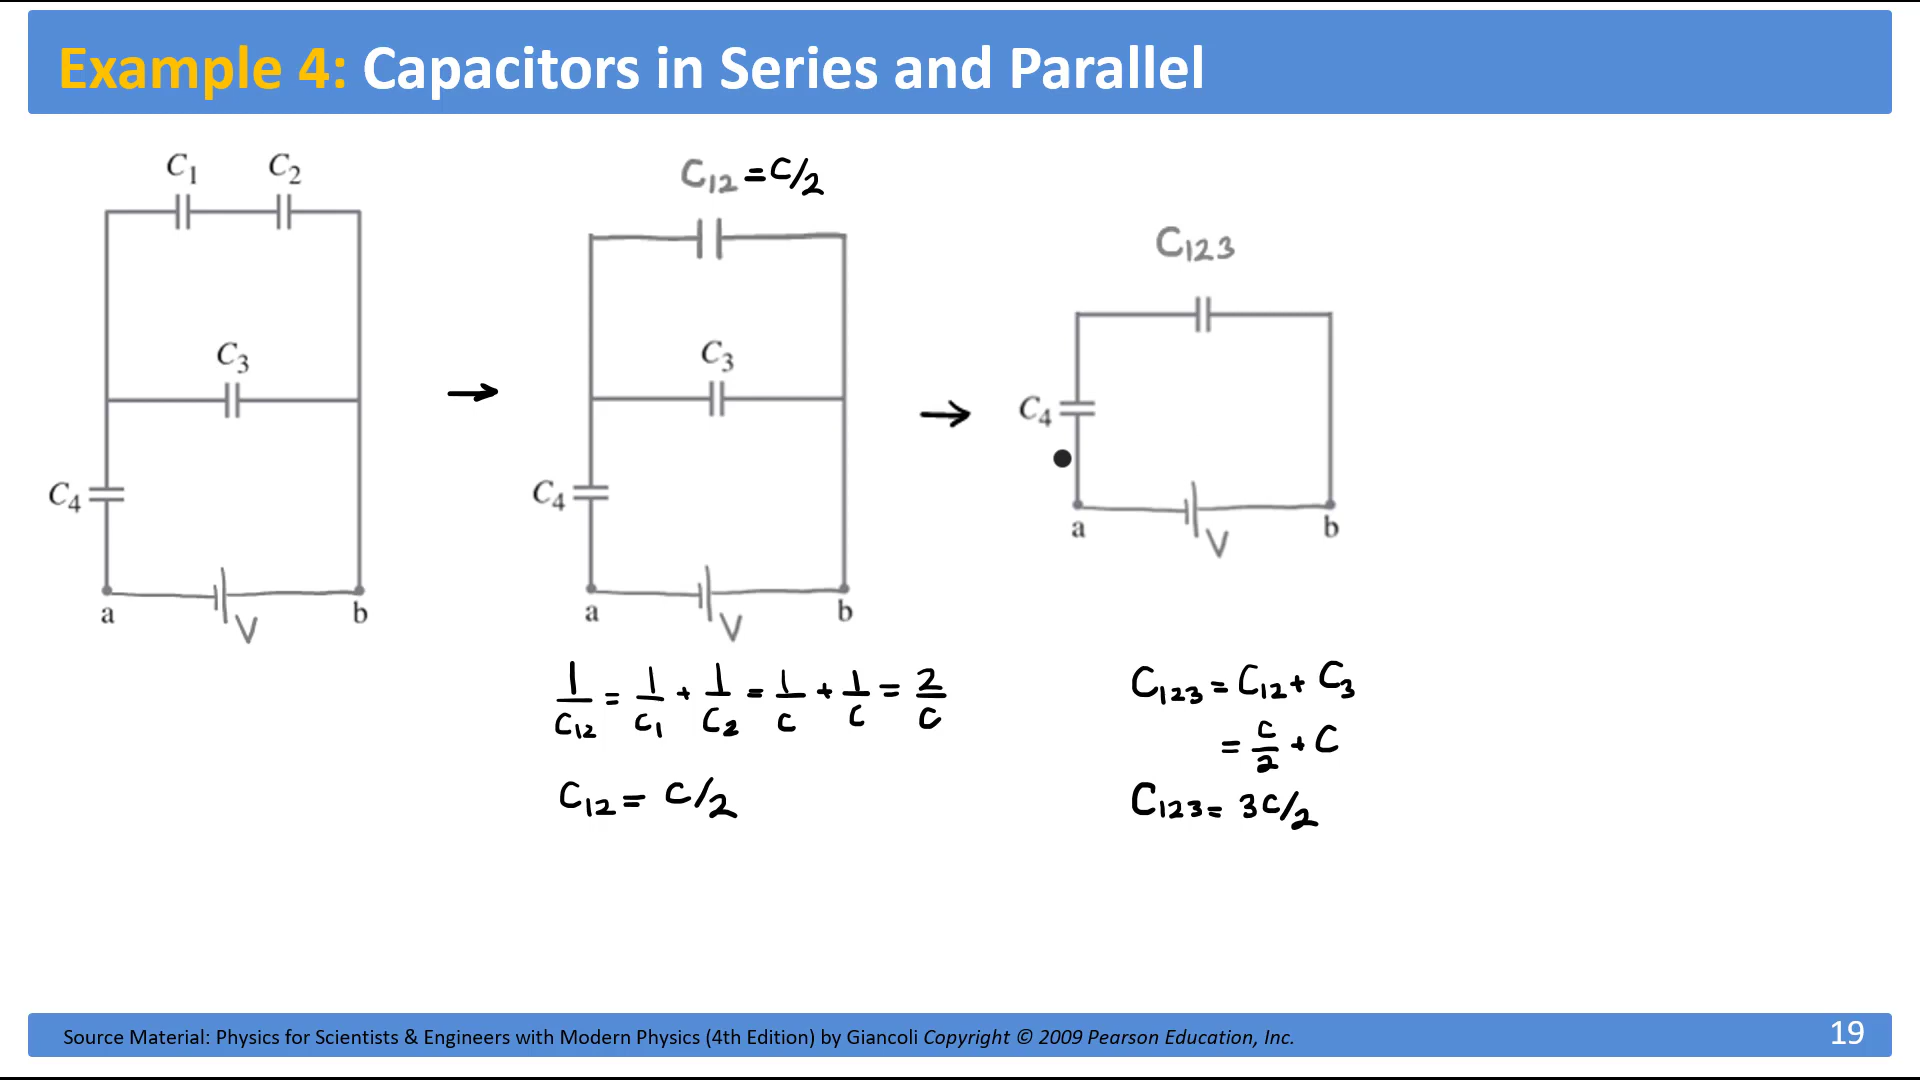 Example 4: Capacitors in Series and Parallel
C₁ C₂
C₃
C₄
a b
V
C₁₂ = C/2
C₃
C₄
a b
V
C₁₂₃
C₄
a b
V
1/C₁₂ = 1/C₁ + 1/C₂ = 1/C + 1/C = 2/C
C₁₂ = C/2
C₁₂₃ = C₁₂ + C₃
= C/2 + C
C₁₂₃ = 3C/2
Source Material: Physics for Scientists & Engineers with Modern Physics (4th Edition) by Giancoli Copyright © 2009 Pearson Education, Inc.
19